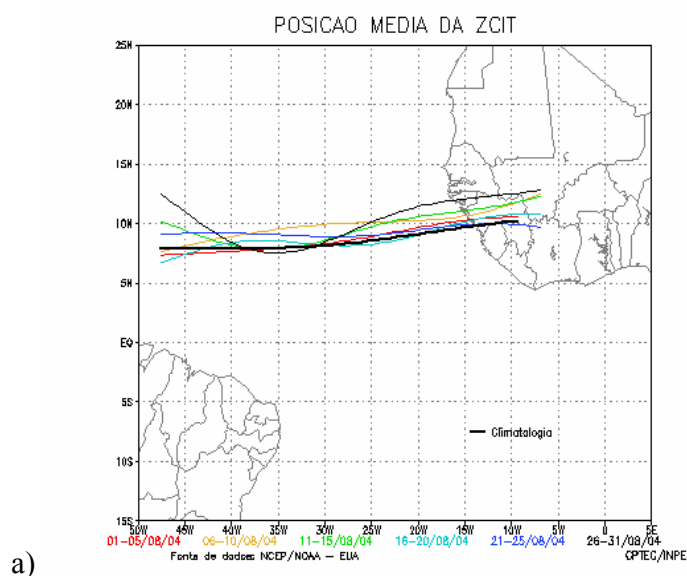 POSICAO MEDIA DA ZCIT
25N
20N
15N
10N
5N
EQ
5S
10S
15S
Climatalogia
50W 45W 40W 35W 30W 25W 20W 15W 10W 5W 0 5E
01-05/08/04 06-10/08/04 11-15/08/04 16-20/08/04 21-25/08/04 26-31/08/04
Fonte de dados: NCEP/NOAA - EUA CPTEC/INPE
a)